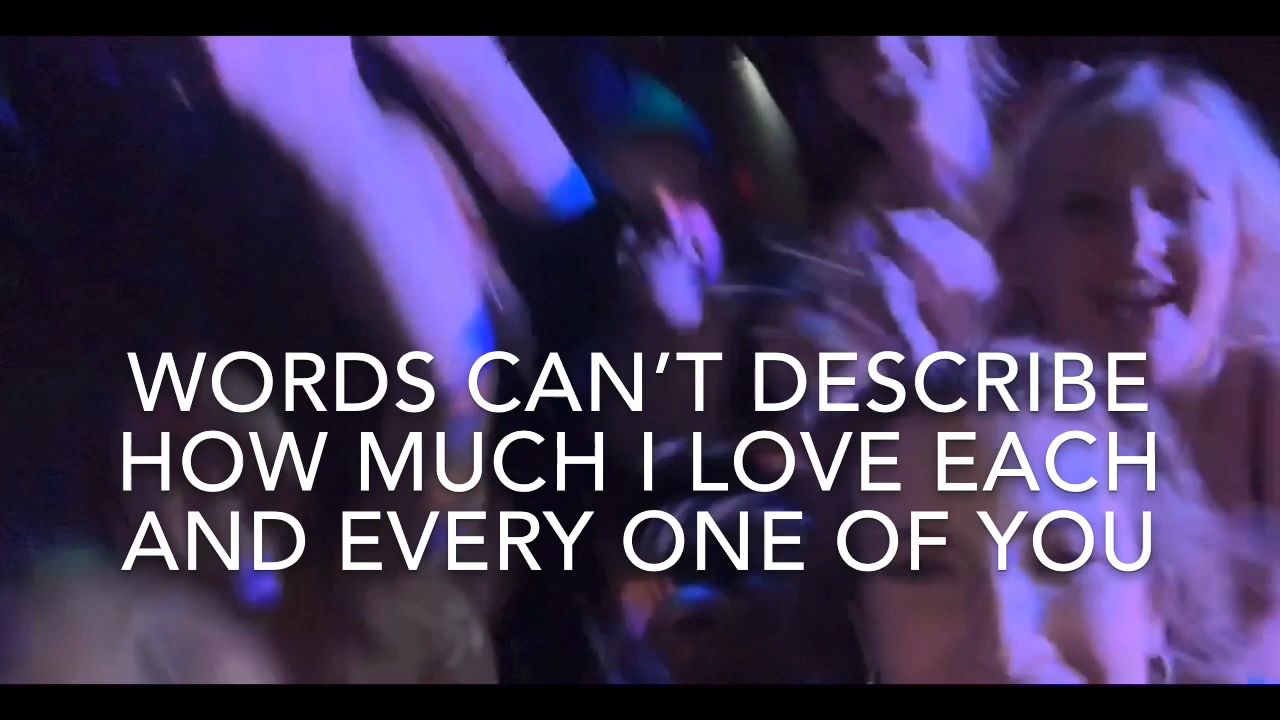 WORDS CAN’T DESCRIBE
HOW MUCH I LOVE EACH
AND EVERY ONE OF YOU